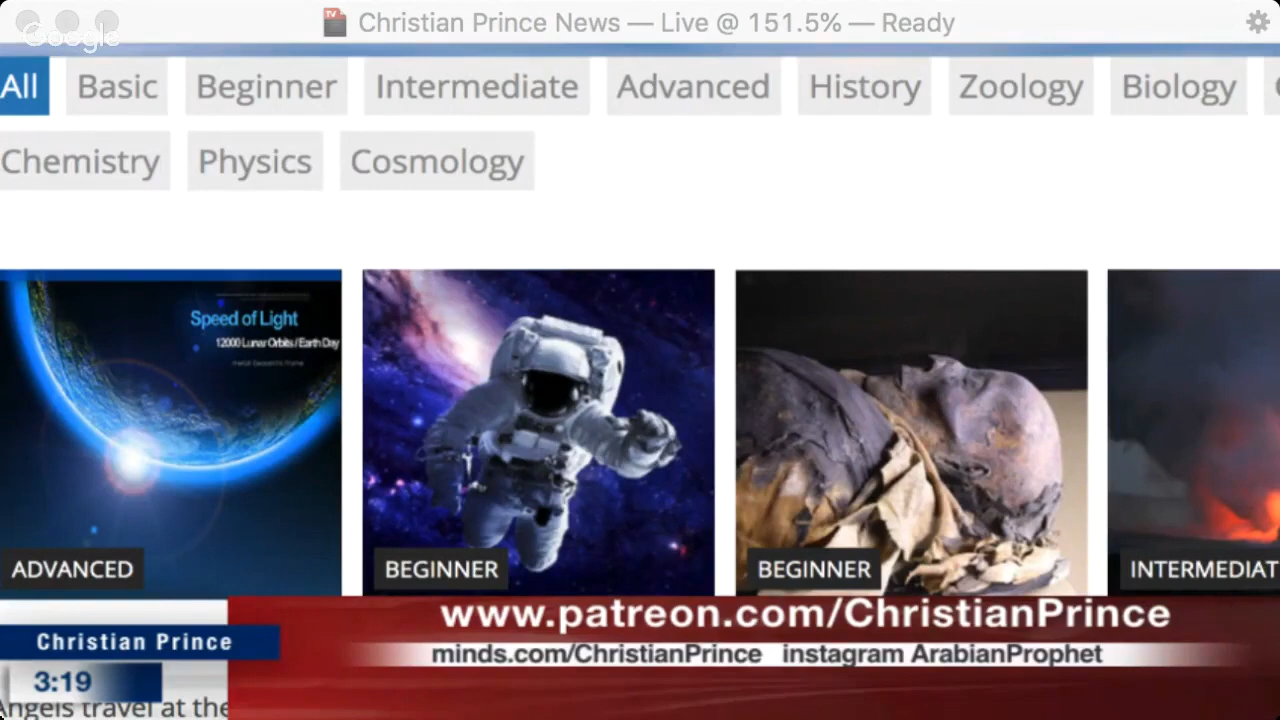 Christian Prince News — Live @ 151.5% — Ready
Google
All Basic Beginner Intermediate Advanced History Zoology Biology
Chemistry Physics Cosmology
Speed of Light
12000 Lunar Orbits / Earth Day
ADVANCED BEGINNER BEGINNER INTERMEDIAT
www.patreon.com/ChristianPrince
Christian Prince
minds.com/ChristianPrince instagram ArabianProphet
3:19
Angels travel at the